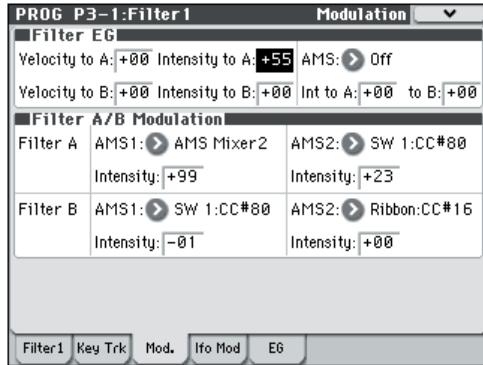 PROG P3-1:Filter1 Modulation
Filter EG
Velocity to A: +00 Intensity to A: +55 AMS: Off
Velocity to B: +00 Intensity to B: +00 Int to A: +00 to B: +00
Filter A/B Modulation
Filter A AMS1: AMS Mixer2 AMS2: SW 1:CC#80
Intensity: +99 Intensity: +23
Filter B AMS1: SW 1:CC#80 AMS2: Ribbon:CC#16
Intensity: -01 Intensity: +00
Filter1 Key Trk Mod. lfo Mod EG